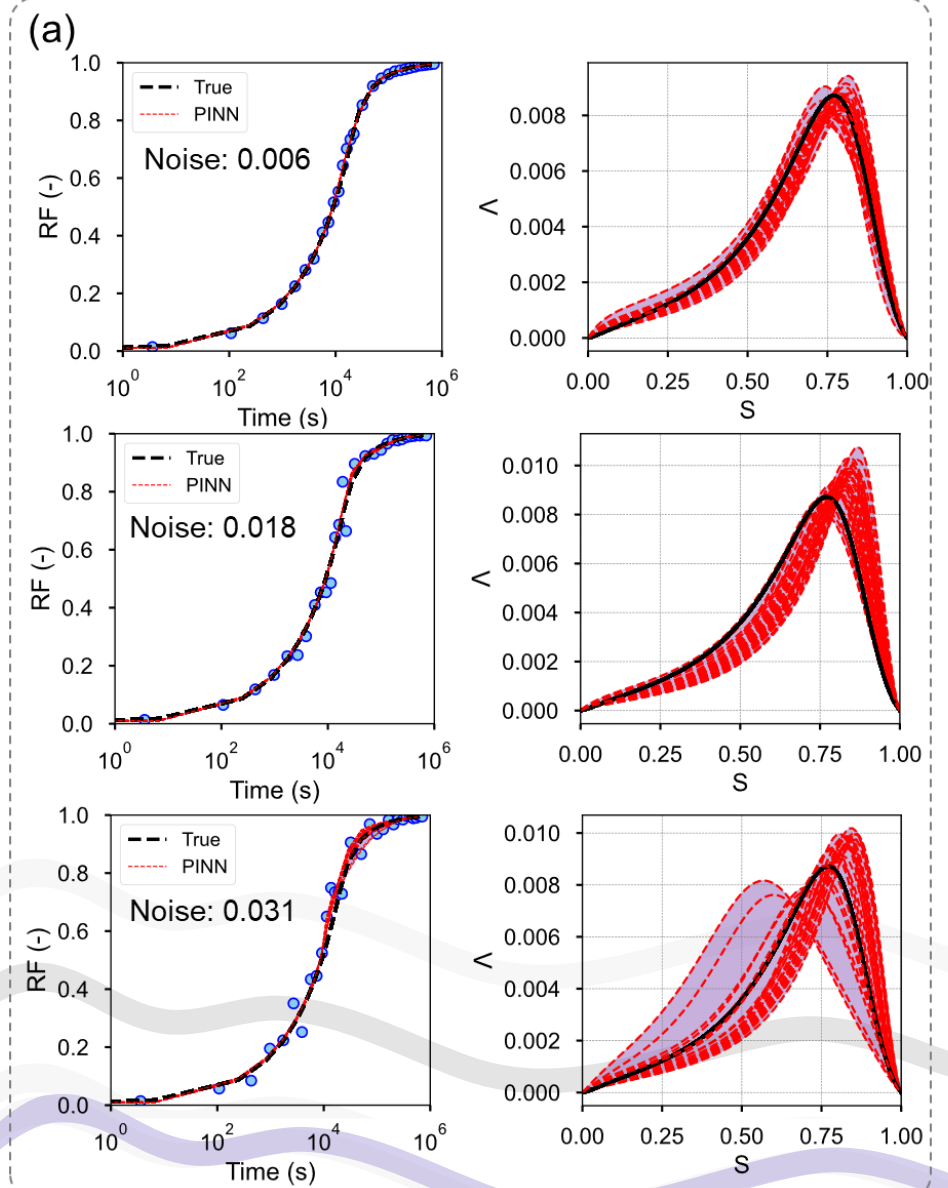 (a)
RF (-)
1.0
0.8
0.6
0.4
0.2
0.0
True
PINN
Noise: 0.006
10^0
10^2
10^4
10^6
Time (s)
Λ
0.008
0.006
0.004
0.002
0.000
0.00
0.25
0.50
0.75
1.00
S
RF (-)
1.0
0.8
0.6
0.4
0.2
0.0
True
PINN
Noise: 0.018
10^0
10^2
10^4
10^6
Time (s)
Λ
0.010
0.008
0.006
0.004
0.002
0.000
0.00
0.25
0.50
0.75
1.00
S
RF (-)
1.0
0.8
0.6
0.4
0.2
0.0
True
PINN
Noise: 0.031
10^0
10^2
10^4
10^6
Time (s)
Λ
0.010
0.008
0.006
0.004
0.002
0.000
0.00
0.25
0.50
0.75
1.00
S